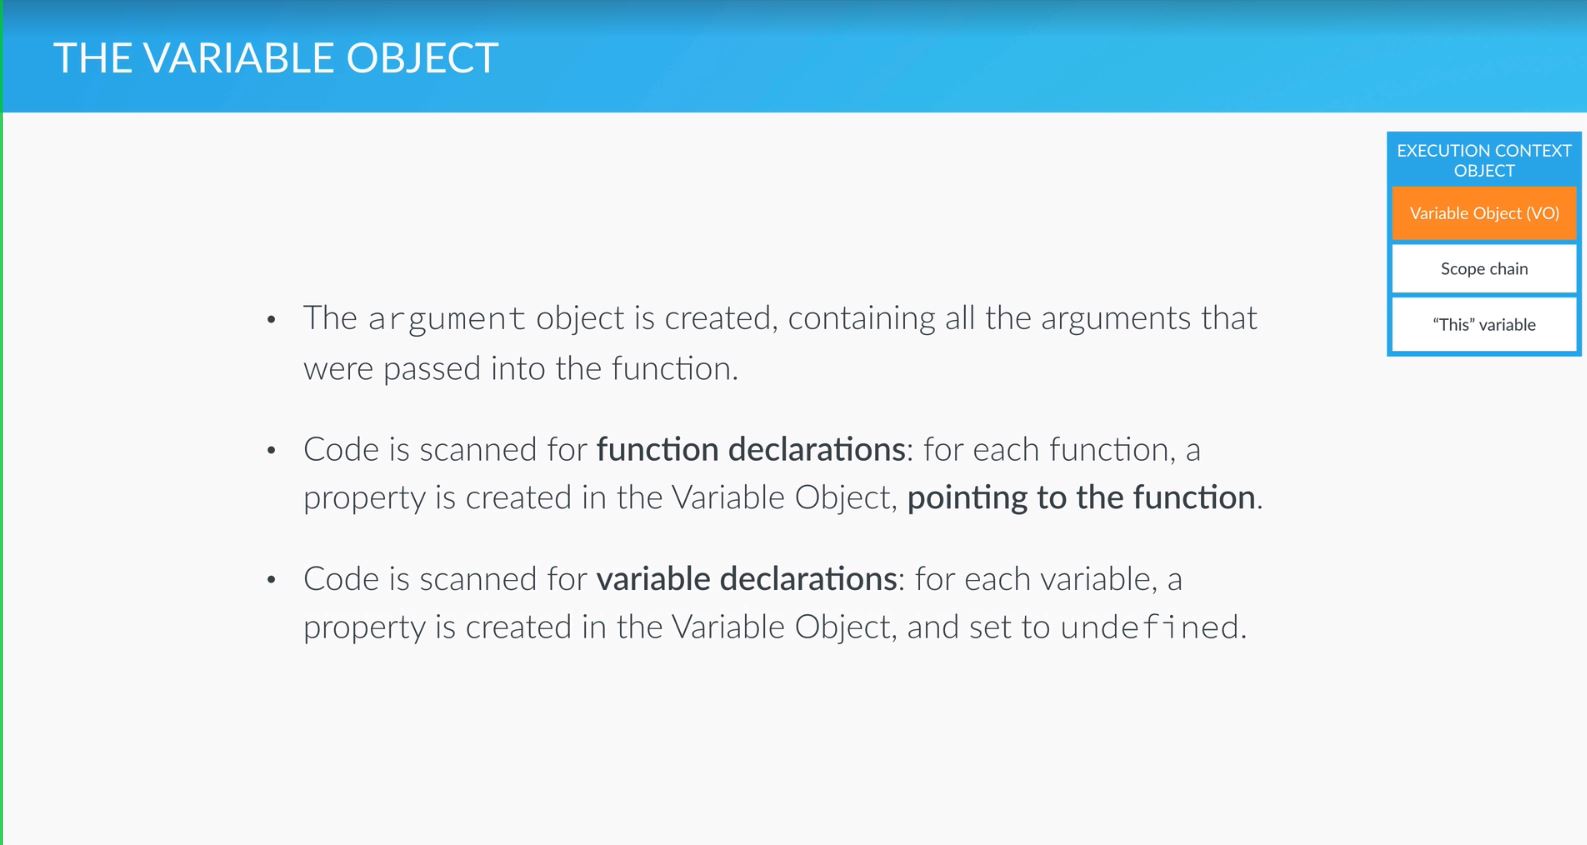 THE VARIABLE OBJECT
EXECUTION CONTEXT
OBJECT
Variable Object (VO)
Scope chain
“This” variable
• The argument object is created, containing all the arguments that
were passed into the function.
• Code is scanned for function declarations: for each function, a
property is created in the Variable Object, pointing to the function.
• Code is scanned for variable declarations: for each variable, a
property is created in the Variable Object, and set to undefined.